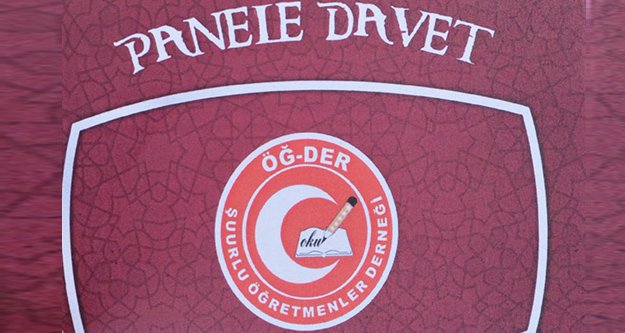 PANELE DAVET
ÖĞ-DER
ŞUURLU ÖĞRETMENLER DERNEĞİ
oku